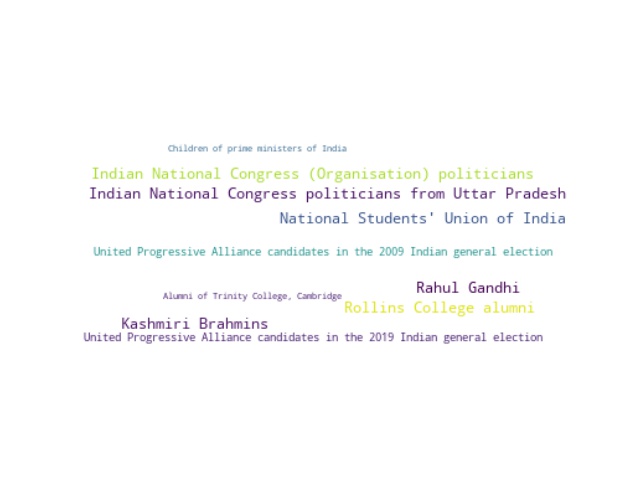 Children of prime ministers of India
Indian National Congress (Organisation) politicians
Indian National Congress politicians from Uttar Pradesh
National Students' Union of India
United Progressive Alliance candidates in the 2009 Indian general election
Rahul Gandhi
Alumni of Trinity College, Cambridge
Rollins College alumni
Kashmiri Brahmins
United Progressive Alliance candidates in the 2019 Indian general election